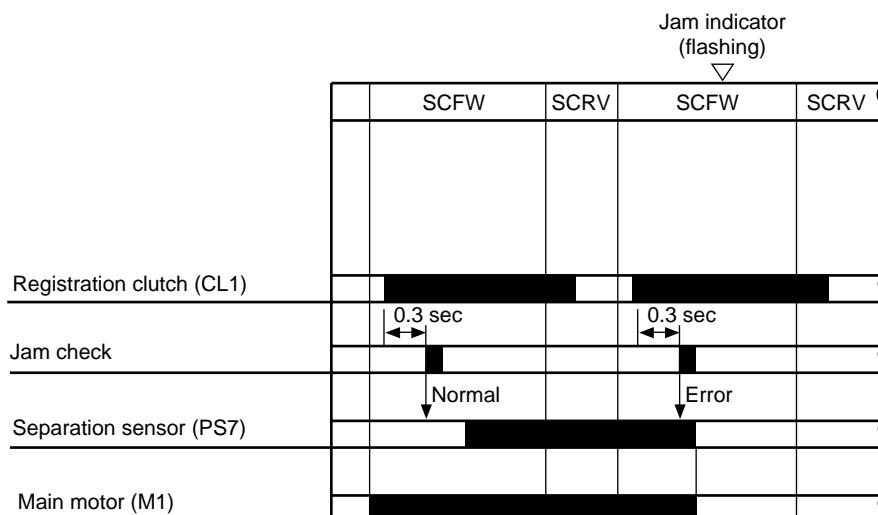 Jam indicator
(flashing)
SCFW SCRV SCFW SCRV
Registration clutch (CL1)
0.3 sec 0.3 sec
Jam check
Normal Error
Separation sensor (PS7)
Main motor (M1)